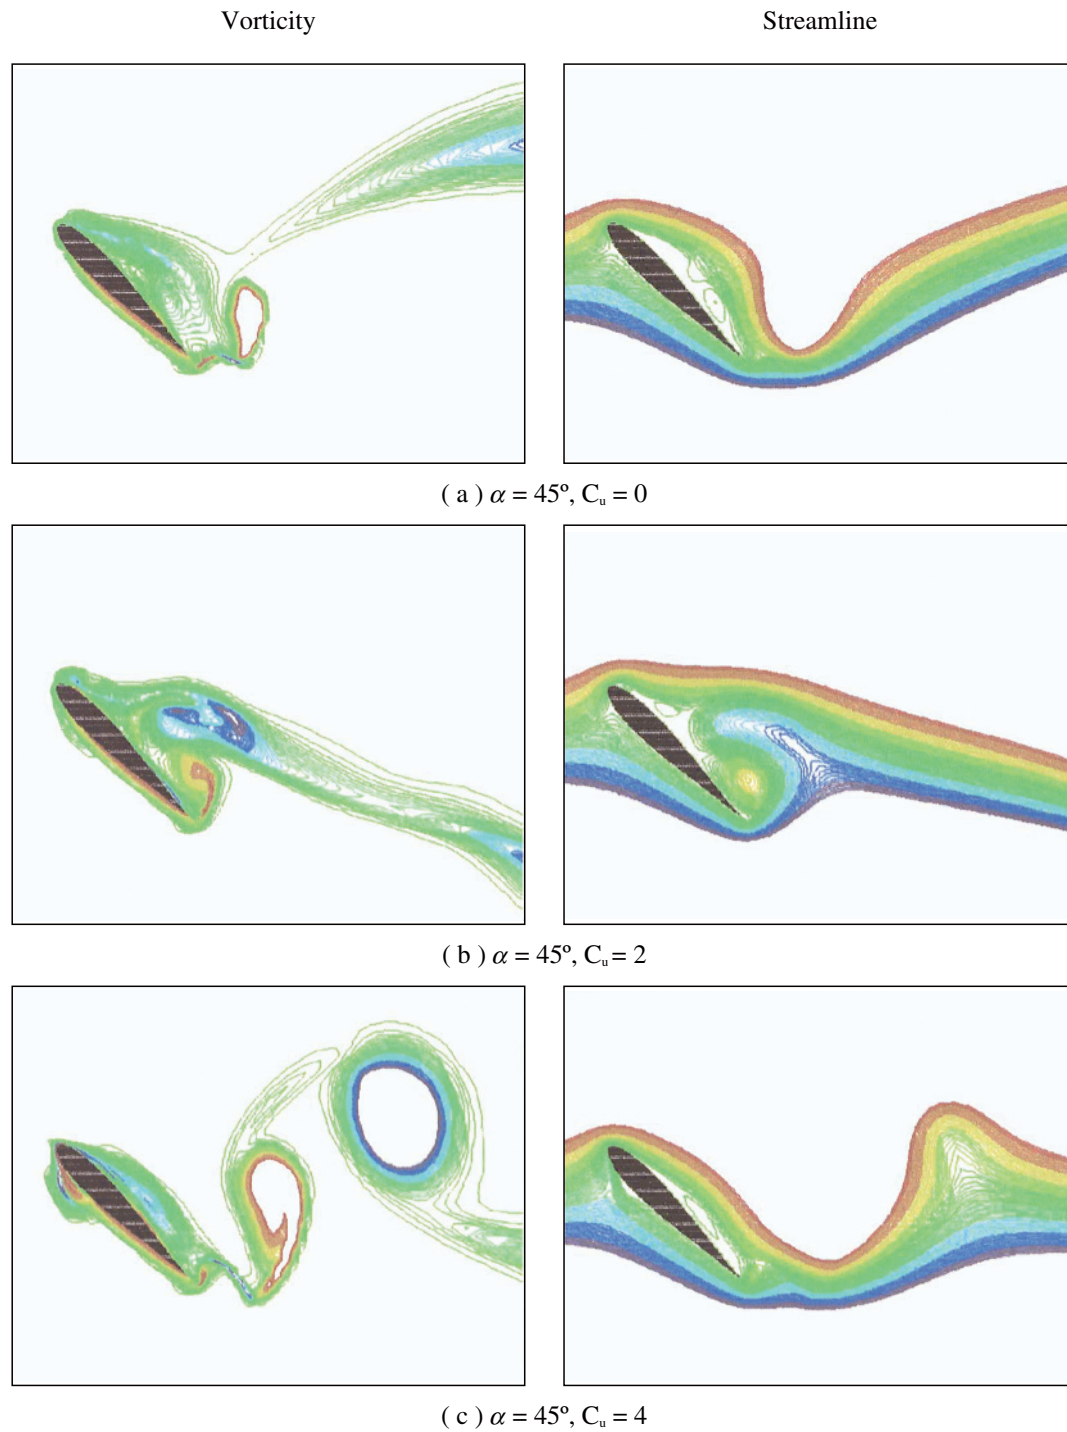 Vorticity Streamline
( a ) α = 45º, Cᵤ = 0
( b ) α = 45º, Cᵤ = 2
( c ) α = 45º, Cᵤ = 4